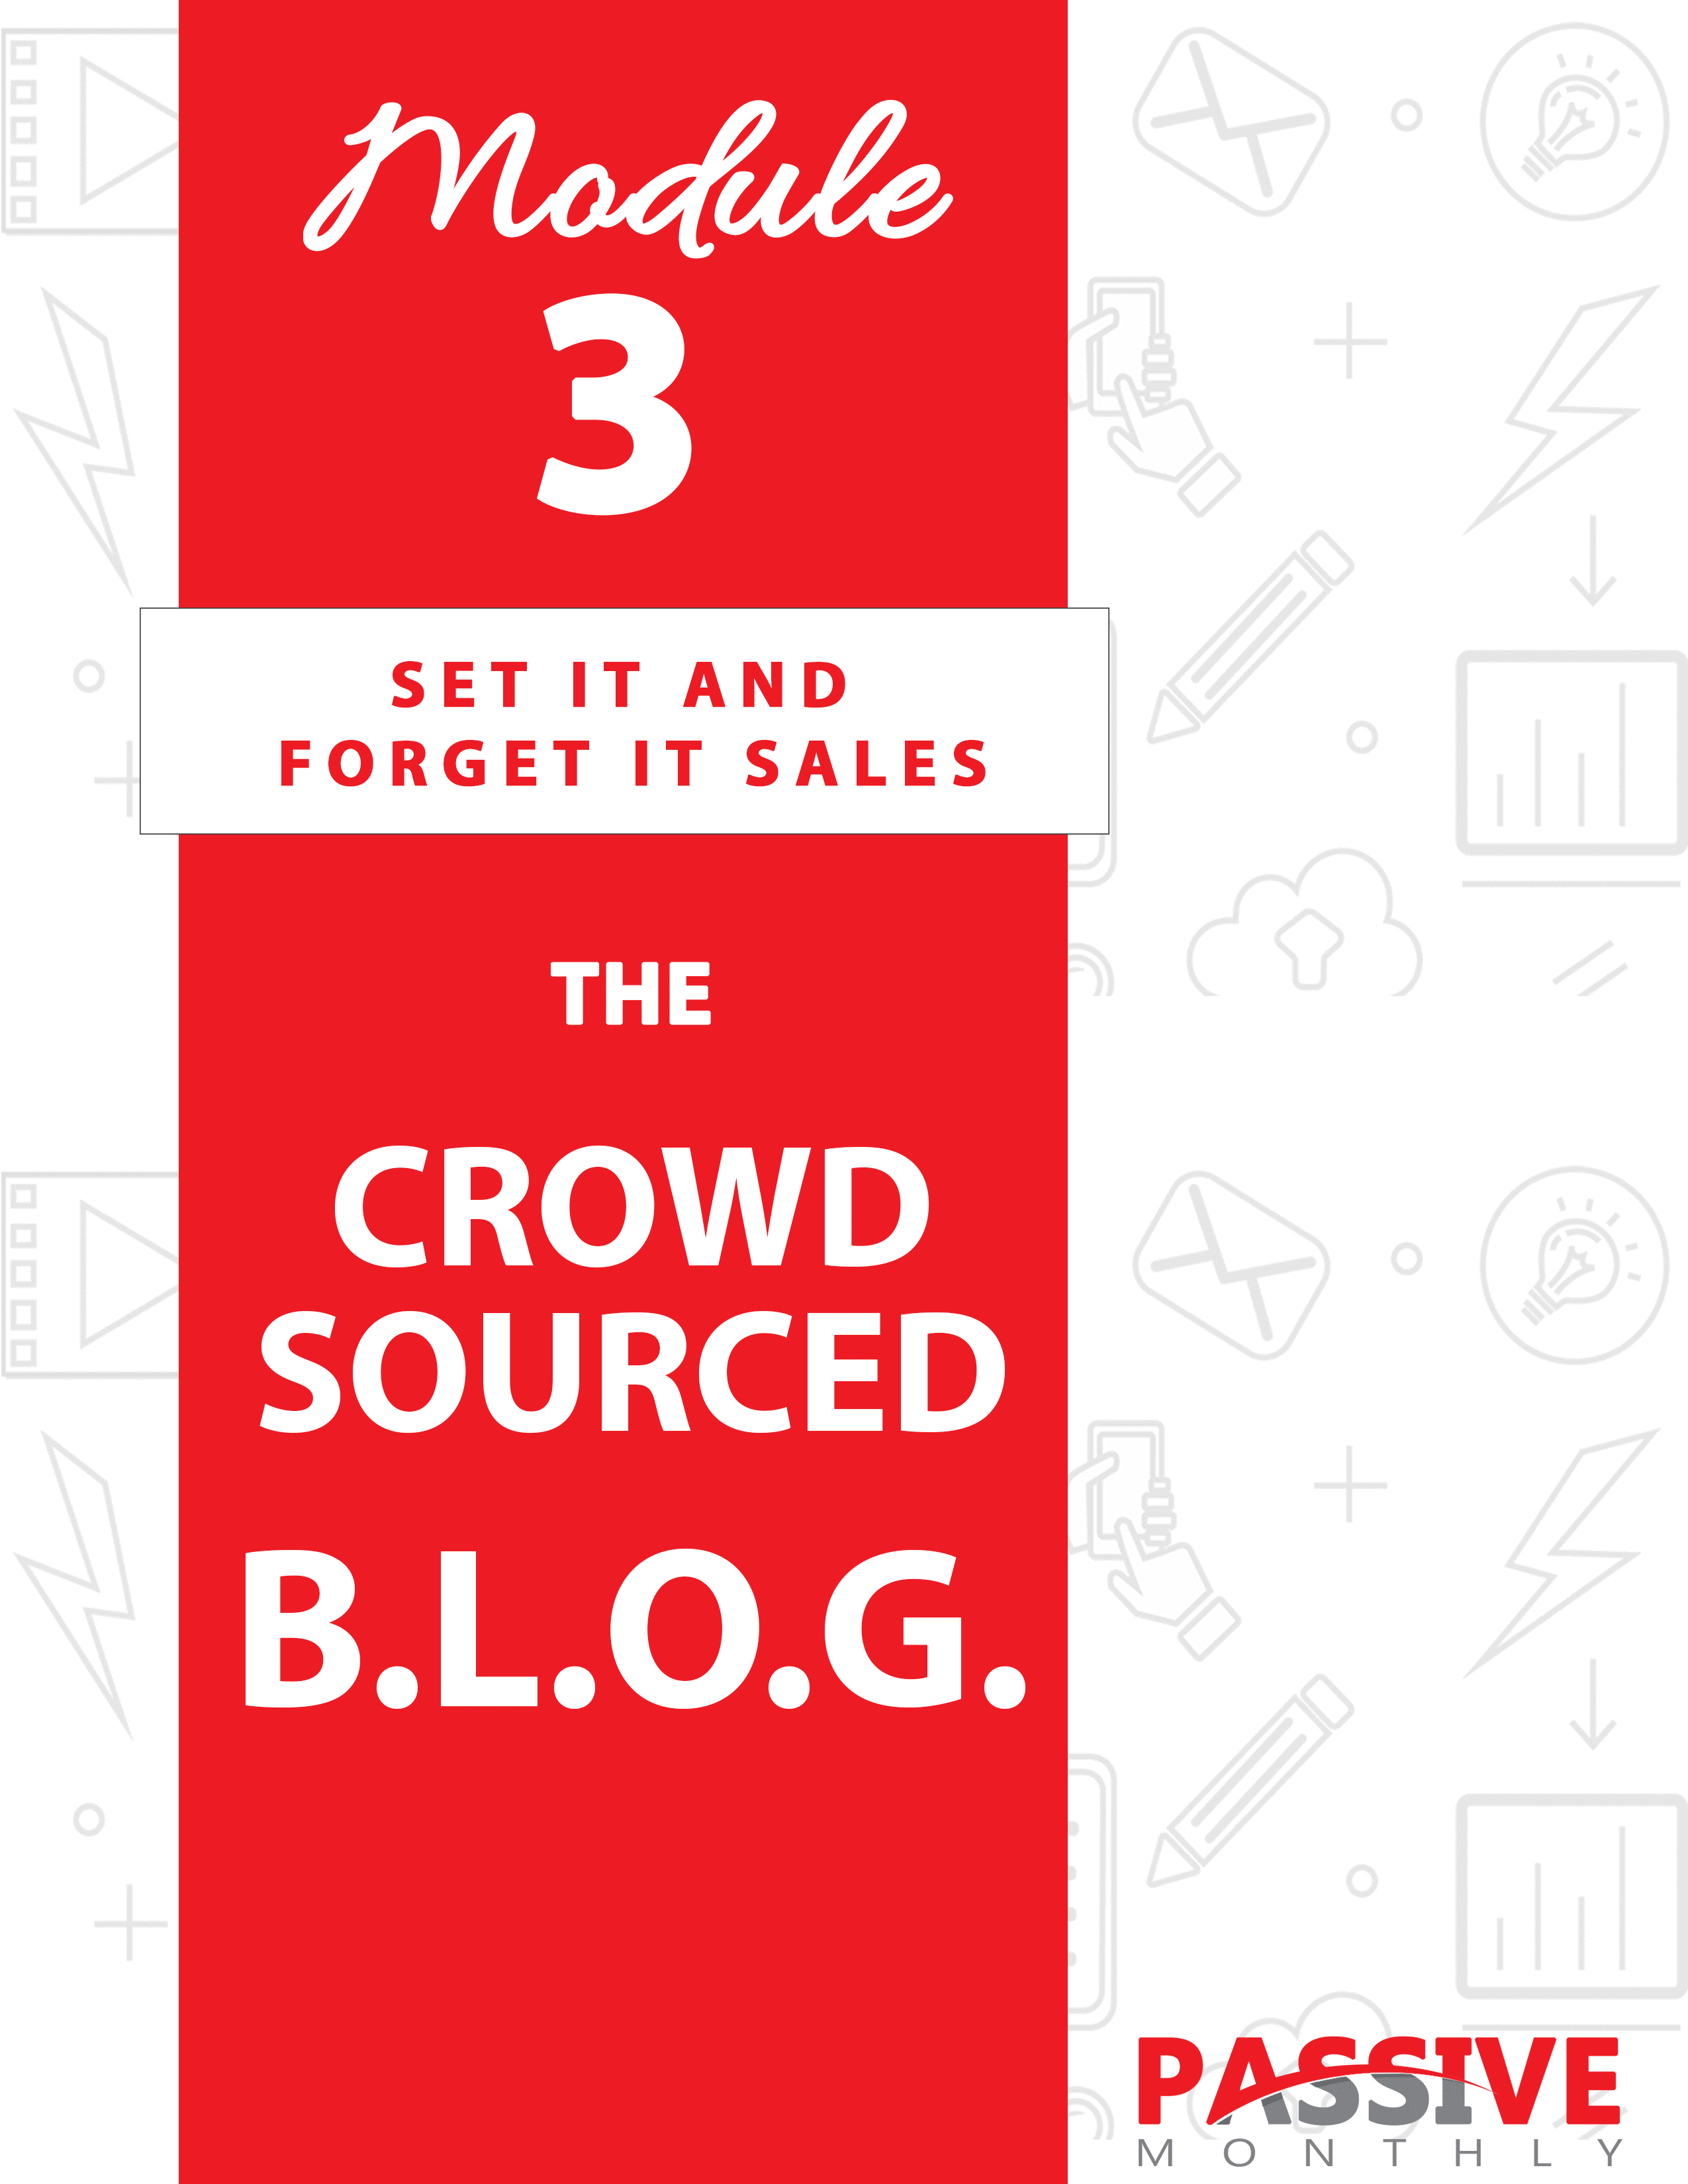 Module
3
SET IT AND
FORGET IT SALES
THE
CROWD
SOURCED
B.L.O.G.
PASSIVE
MONTHLY